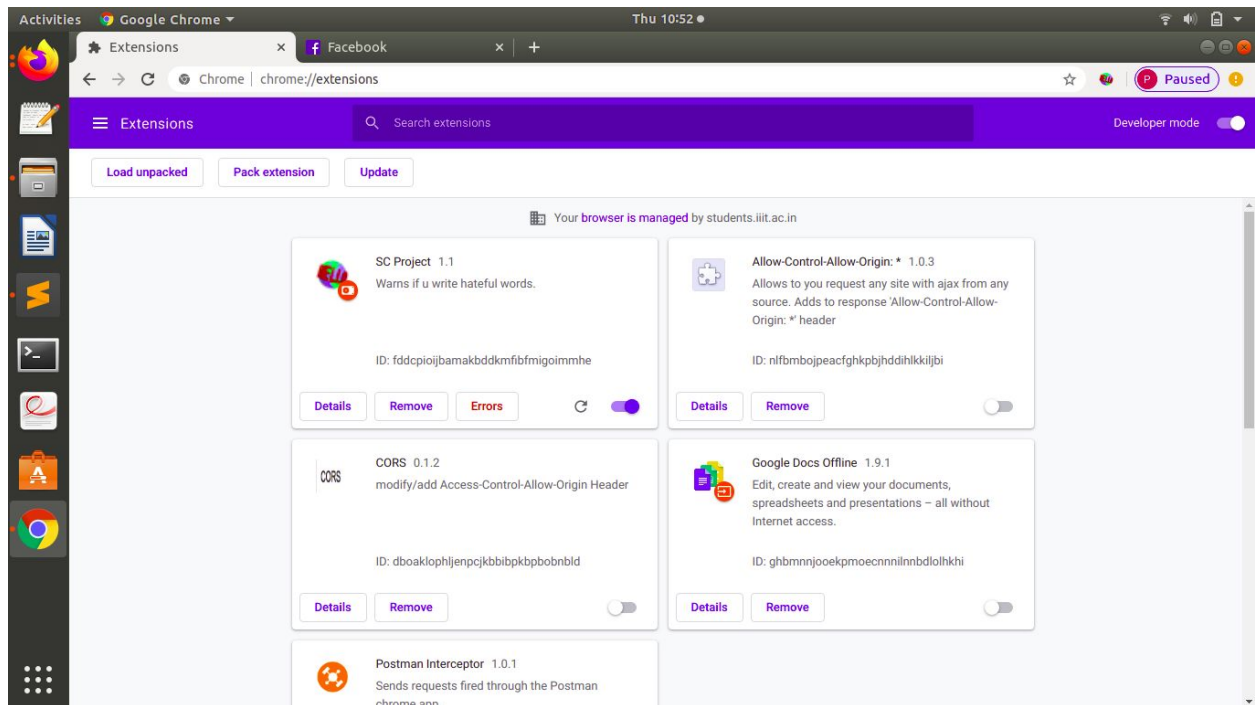 Activities Google Chrome Thu 10:52
Extensions Facebook
Chrome | chrome://extensions P Paused
Extensions Search extensions Developer mode
Load unpacked Pack extension Update
Your browser is managed by students.iiit.ac.in
SC Project 1.1
Warns if u write hateful words.
ID: fddcpioijbamakbddkmfibfmigoimmhe
Details Remove Errors
Allow-Control-Allow-Origin: * 1.0.3
Allows to you request any site with ajax from any
source. Adds to response 'Allow-Control-Allow-
Origin: *' header
ID: nlfbmbojpeacfghkpbjhddihlkkiljbi
Details Remove
CORS
CORS 0.1.2
modify/add Access-Control-Allow-Origin Header
ID: dboaklophljenpcjkbbibpkbpbobnbld
Details Remove
Google Docs Offline 1.9.1
Edit, create and view your documents,
spreadsheets and presentations – all without
Internet access.
ID: ghbmnnjooekpmoecnnnilnnbdlolhkhi
Details Remove
Postman Interceptor 1.0.1
Sends requests fired through the Postman
chrome app